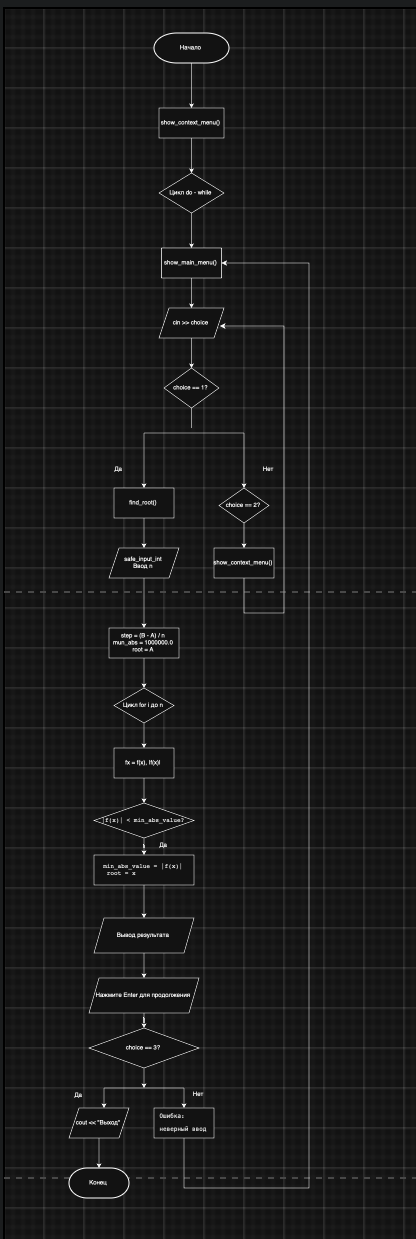 Начало
show_context_menu()
Цикл do - while
show_main_menu()
cin >> choice
choice == 1?
Да
Нет
find_root()
choice == 2?
safe_input_int
Ввод n
show_context_menu()
step = (B - A) / n
mun_abs = 1000000.0
root = A
Цикл for i до n
fx = f(x), lf(x)l
|f(x)| < min_abs_value?
Да
min_abs_value = |f(x)|
root = x
Вывод результата
Нажмите Enter для продолжения
choice == 3?
Да
Нет
cout << "Выход"
Ошибка:
неверный ввод
Конец